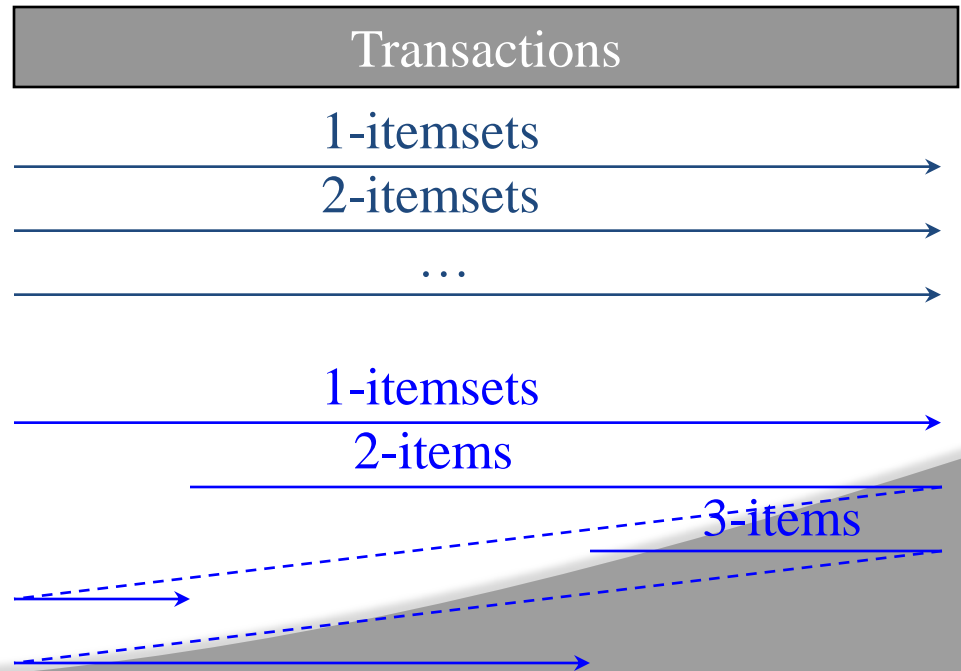 Transactions
1-itemsets
2-itemsets
…
1-itemsets
2-items
3-items